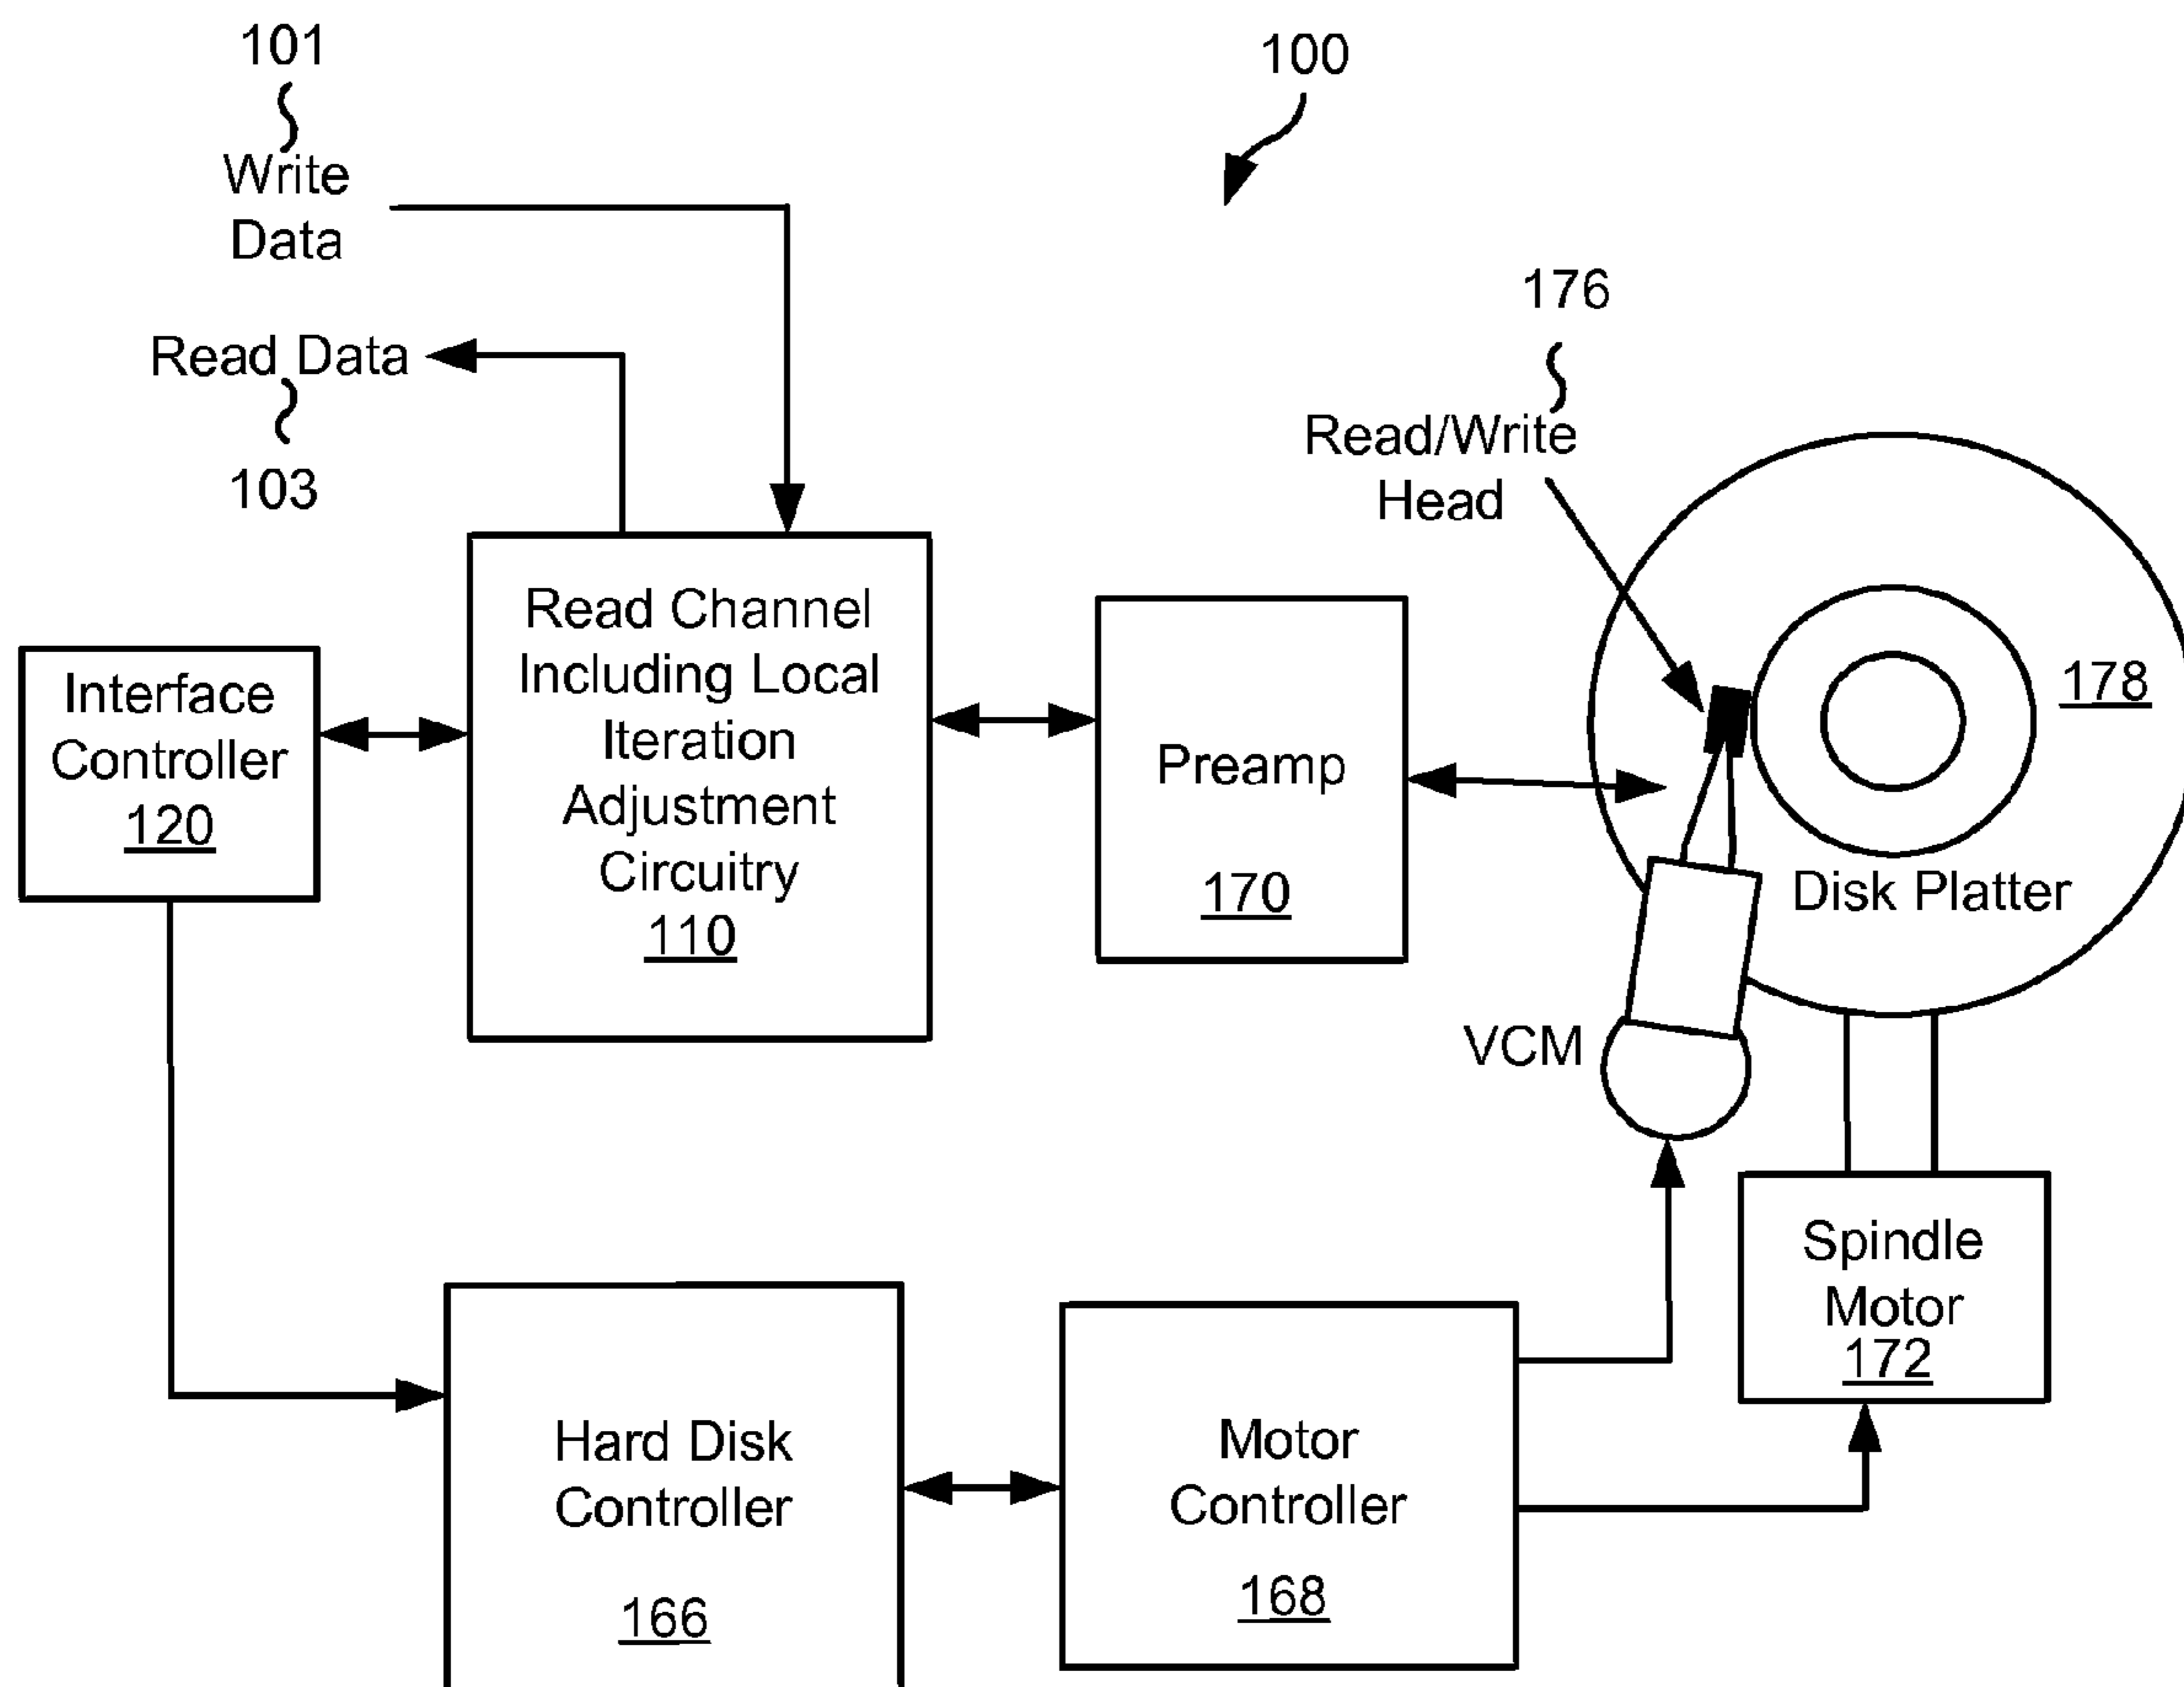 101
100
Write
Data
176
Read Data
103
Read/Write
Head
Read Channel
Including Local
Iteration
Adjustment
Circuitry
110
Interface
Controller
120
Preamp
170
178
Disk Platter
VCM
Spindle
Motor
172
Hard Disk
Controller
166
Motor
Controller
168